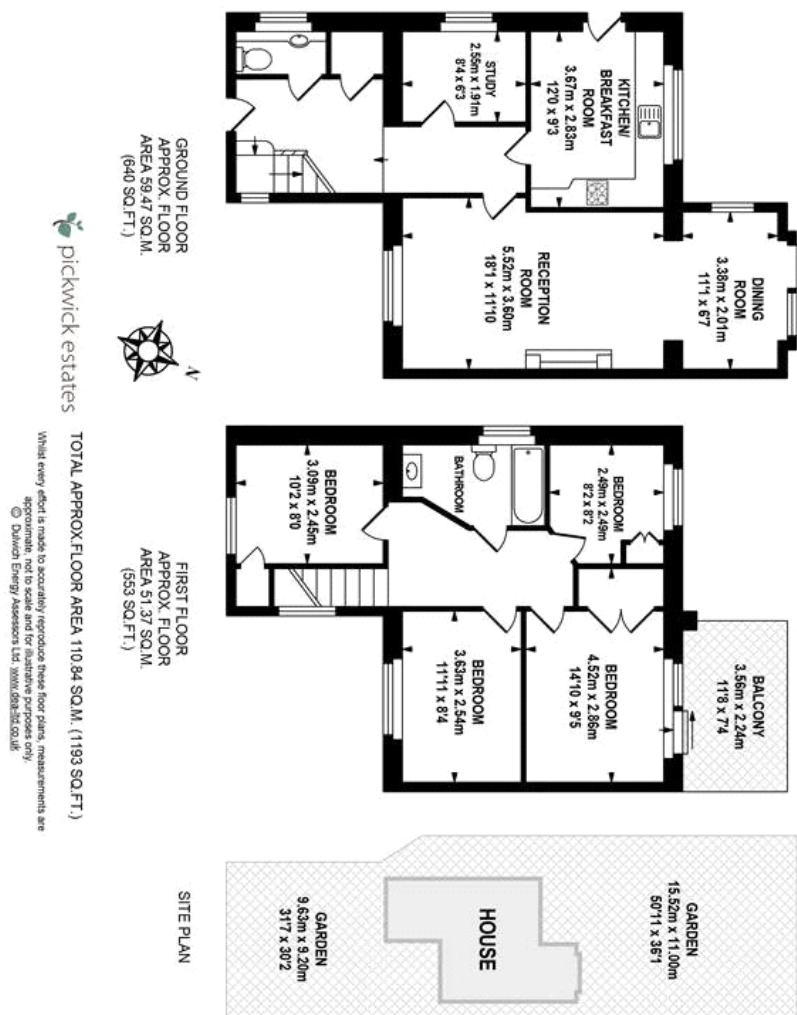 KITCHEN/
BREAKFAST
ROOM
3.67m x 2.83m
12'0 x 9'3
STUDY
2.55m x 1.91m
8'4 x 6'3
DINING
ROOM
3.38m x 2.01m
11'1 x 6'7
RECEPTION
ROOM
5.52m x 3.60m
18'1 x 11'10
GROUND FLOOR
APPROX. FLOOR
AREA 59.47 SQ.M.
(640 SQ.FT.)
BEDROOM
2.49m x 2.49m
8'2 x 8'2
BATHROOM
BEDROOM
3.09m x 2.45m
10'2 x 8'0
BALCONY
3.56m x 2.24m
11'8 x 7'4
BEDROOM
4.52m x 2.86m
14'10 x 9'5
BEDROOM
3.63m x 2.54m
11'11 x 8'4
FIRST FLOOR
APPROX. FLOOR
AREA 51.37 SQ.M.
(553 SQ.FT.)
GARDEN
15.52m x 11.00m
50'11 x 36'1
HOUSE
GARDEN
9.63m x 9.20m
31'7 x 30'2
SITE PLAN
N
pickwick estates
TOTAL APPROX.FLOOR AREA 110.84 SQ.M. (1193 SQ.FT.)
Whilst every effort is made to accurately reproduce these floor plans, measurements are
approximate, not to scale and for illustrative purposes only.
© Dulwich Energy Assessors Ltd. www.dea-ltd.co.uk